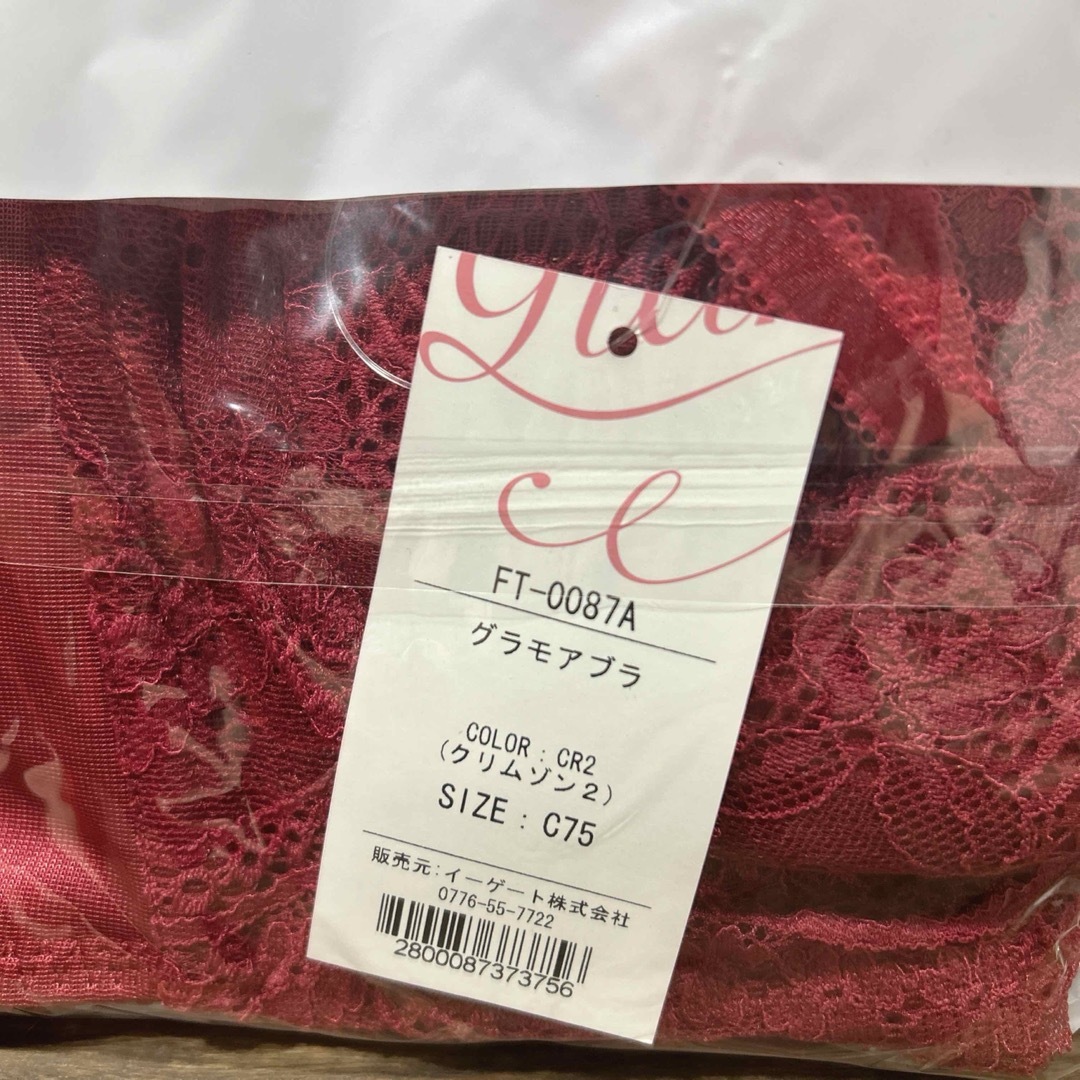 FT-0087A
グラモアブラ
COLOR : CR2
(クリムゾン2)
SIZE : C75
販売元:イーゲート株式会社
0776-55-7722
2800087373756